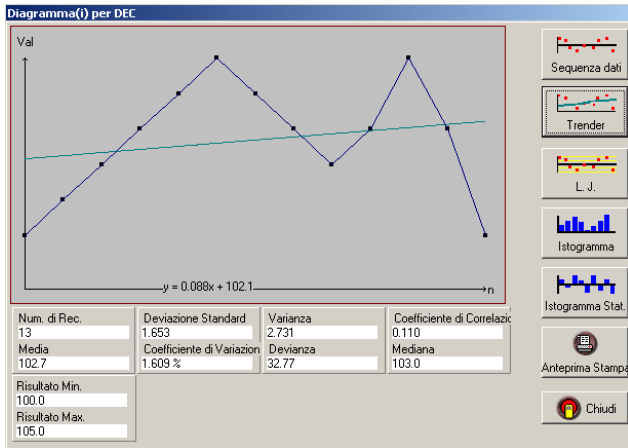 Diagramma(i) per DEC
Val
y = 0.088x + 102.1
n
Num. di Rec.
13
Deviazione Standard
1.653
Varianza
2.731
Coefficiente di Correlazio
0.110
Media
102.7
Coefficiente di Variazion
1.609 %
Devianza
32.77
Mediana
103.0
Risultato Min.
100.0
Risultato Max.
105.0
Sequenza dati
Trender
L. J.
Istogramma
Istogramma Stat.
Anteprima Stampa
Chiudi